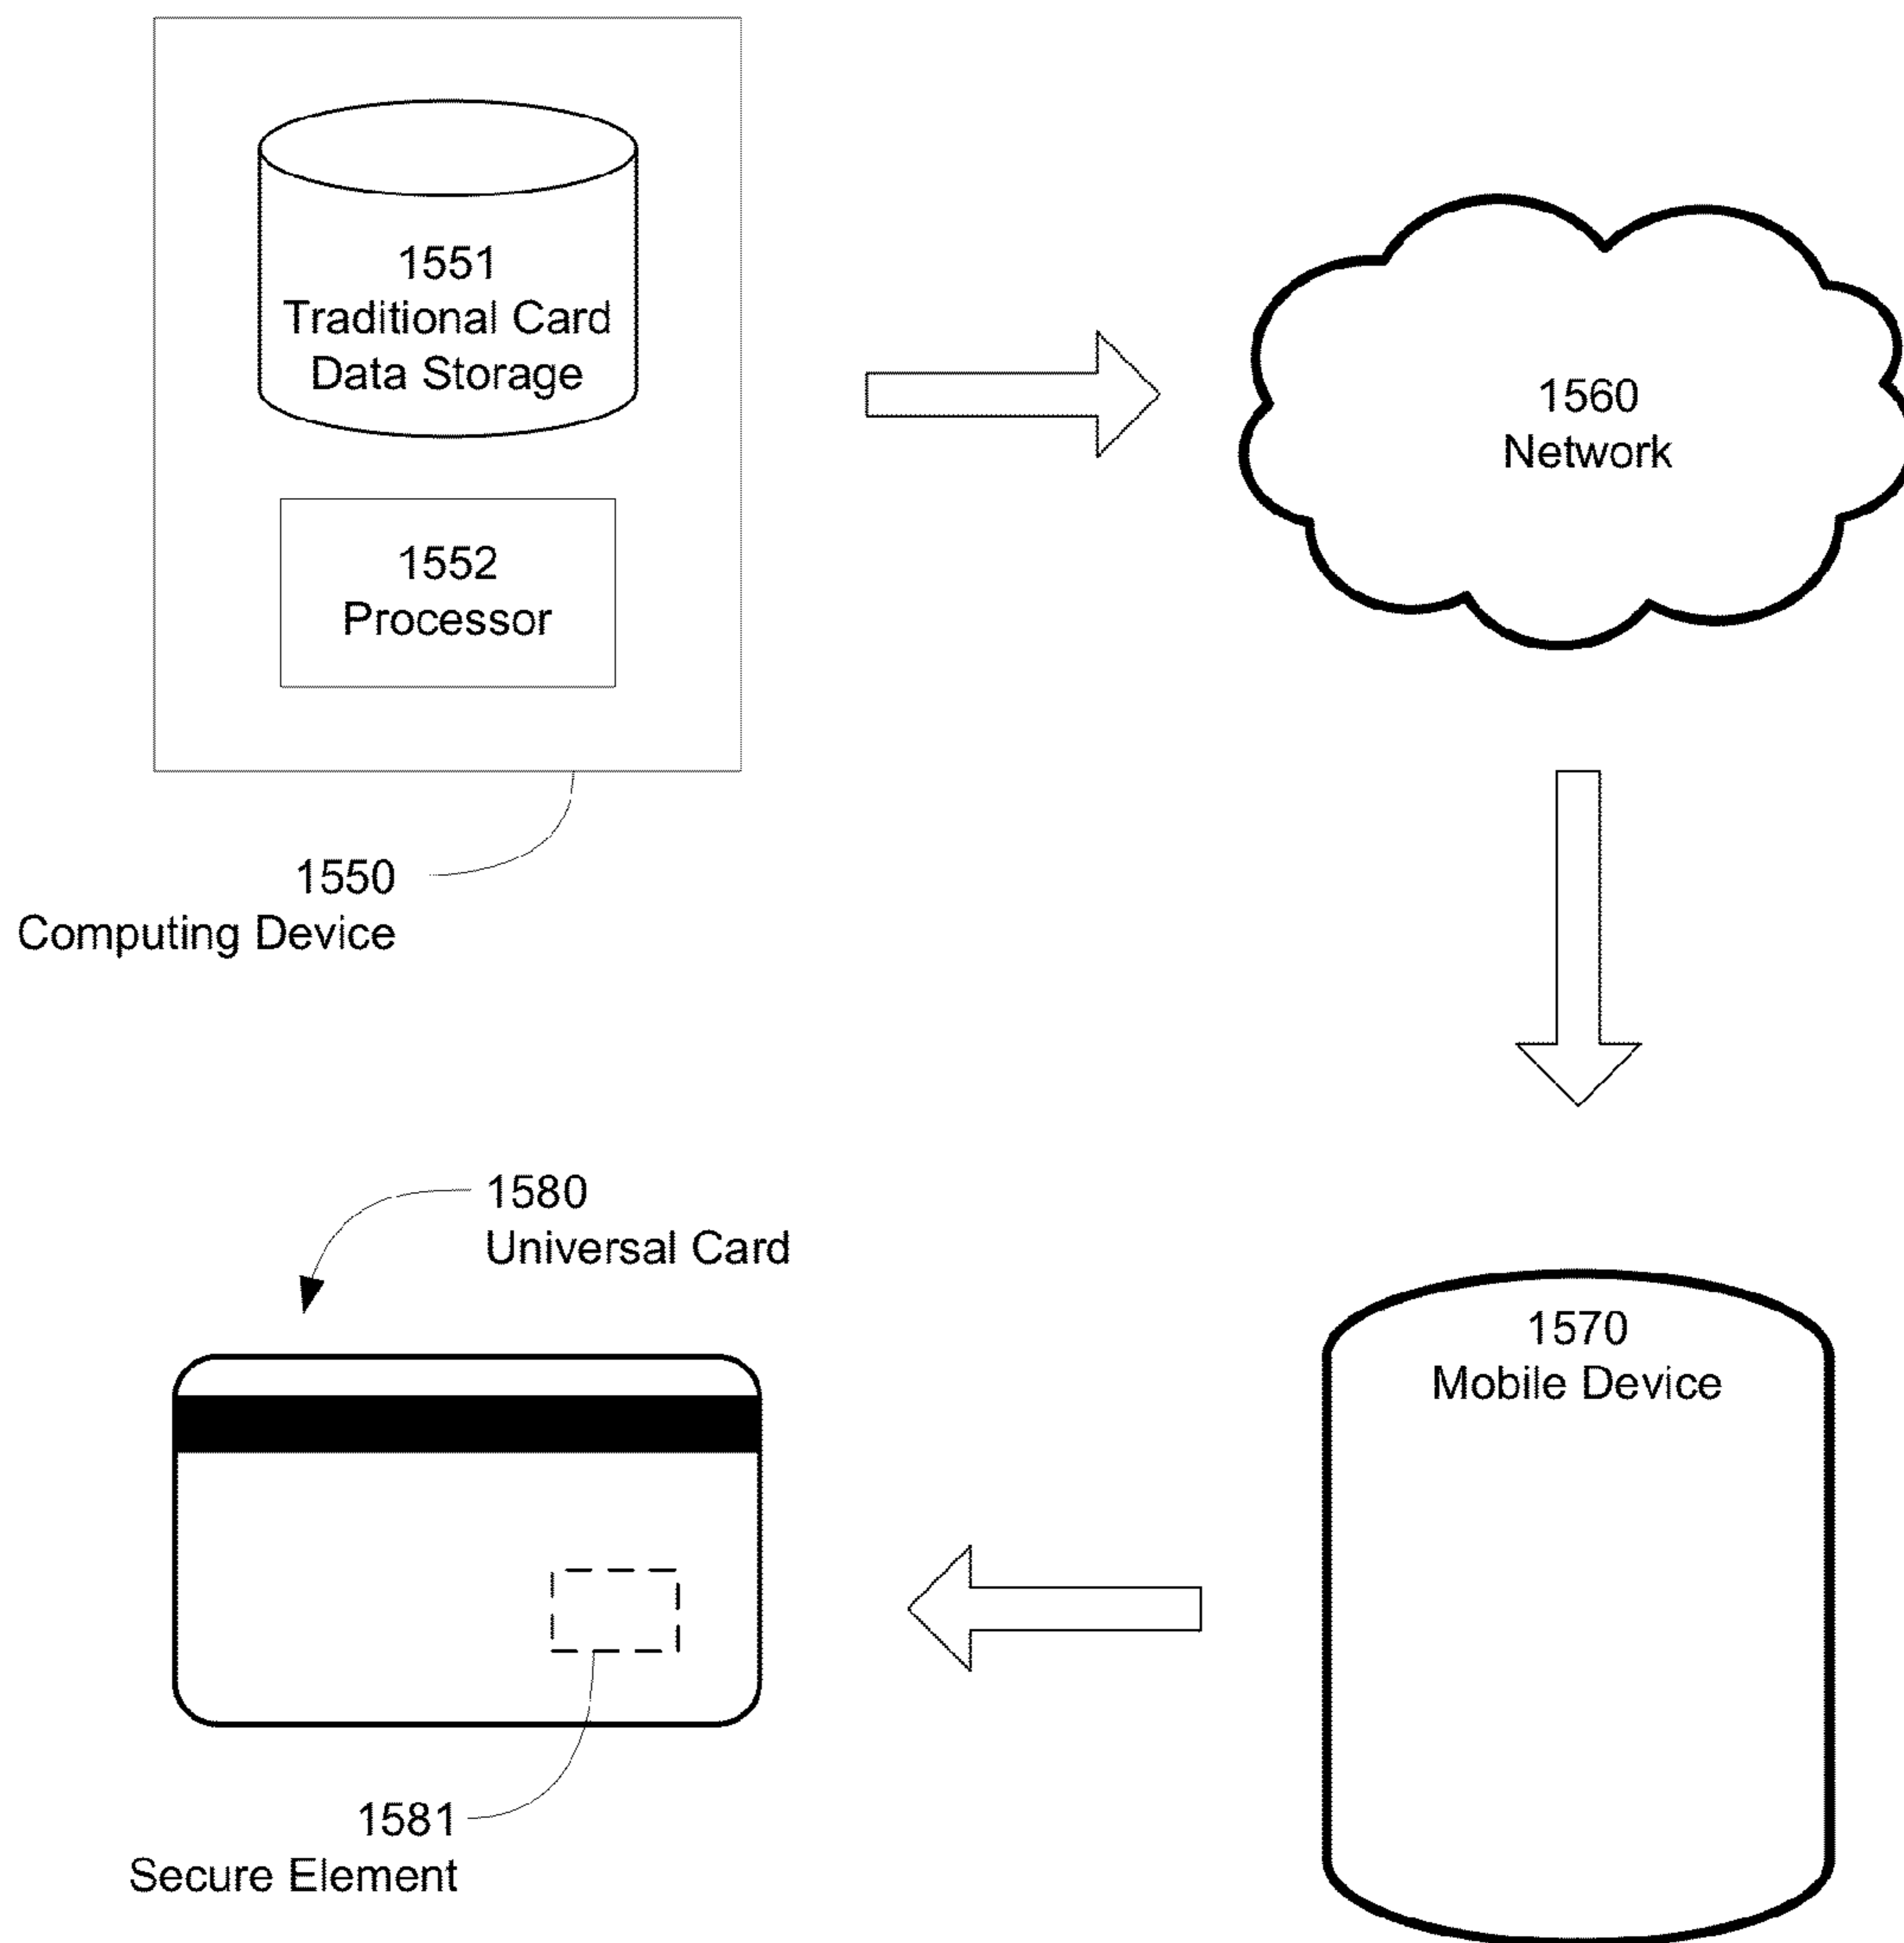 1551
Traditional Card
Data Storage
1552
Processor
1550
Computing Device
1560
Network
1570
Mobile Device
1580
Universal Card
1581
Secure Element